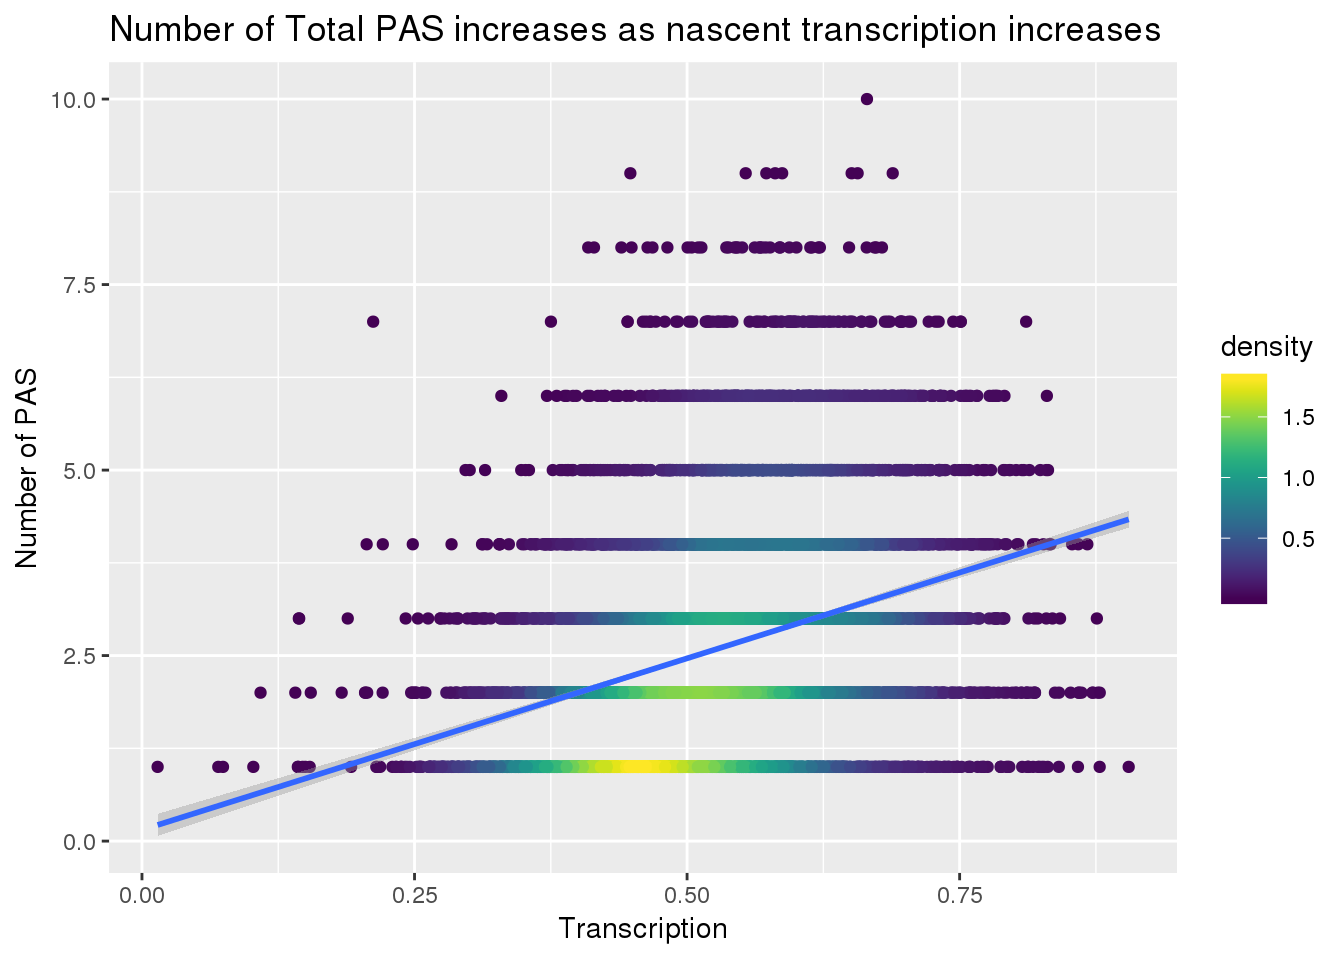 Number of Total PAS increases as nascent transcription increases
10.0
7.5
5.0
2.5
0.0
Number of PAS
0.00 0.25 0.50 0.75
Transcription
density
1.5
1.0
0.5